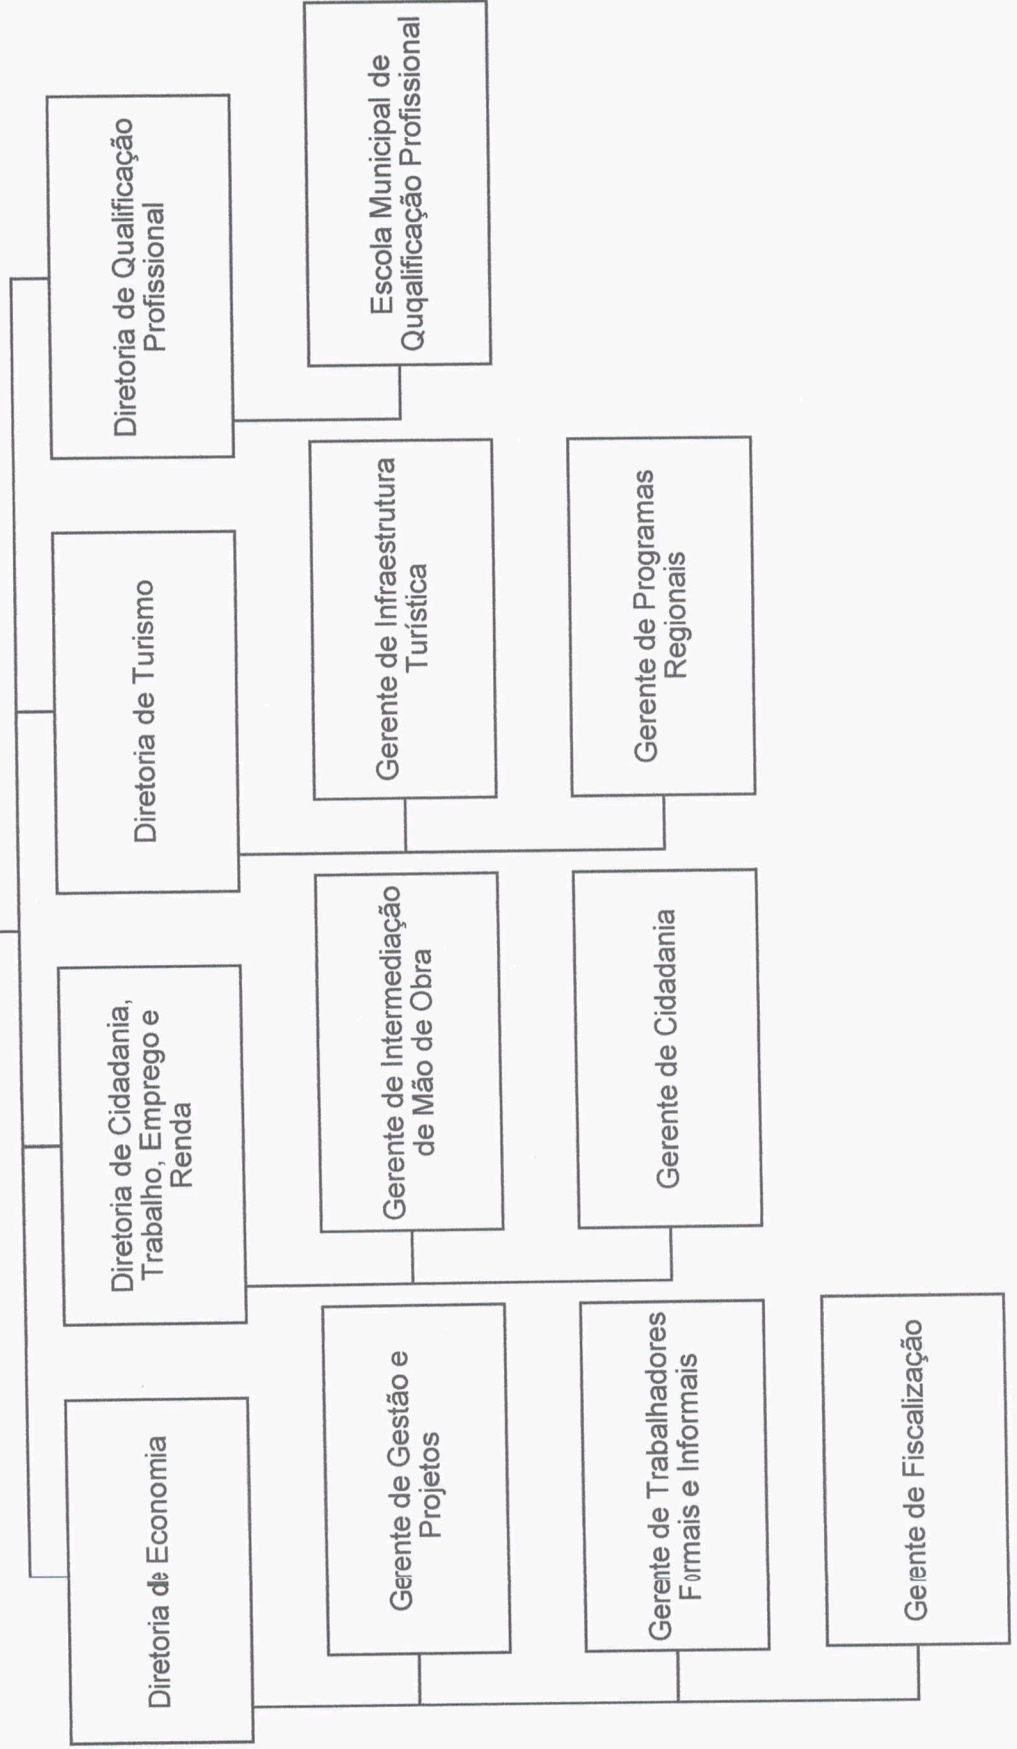 Diretoria de Economia
Diretoria de Cidadania,
Trabalho, Emprego e
Renda
Diretoria de Turismo
Diretoria de Qualificação
Profissional
Gerente de Gestão e
Projetos
Gerente de Intermediação
de Mão de Obra
Gerente de Infraestrutura
Turística
Escola Municipal de
Quqalificação Profissional
Gerente de Trabalhadores
Formais e Informais
Gerente de Cidadania
Gerente de Programas
Regionais
Gerente de Fiscalização